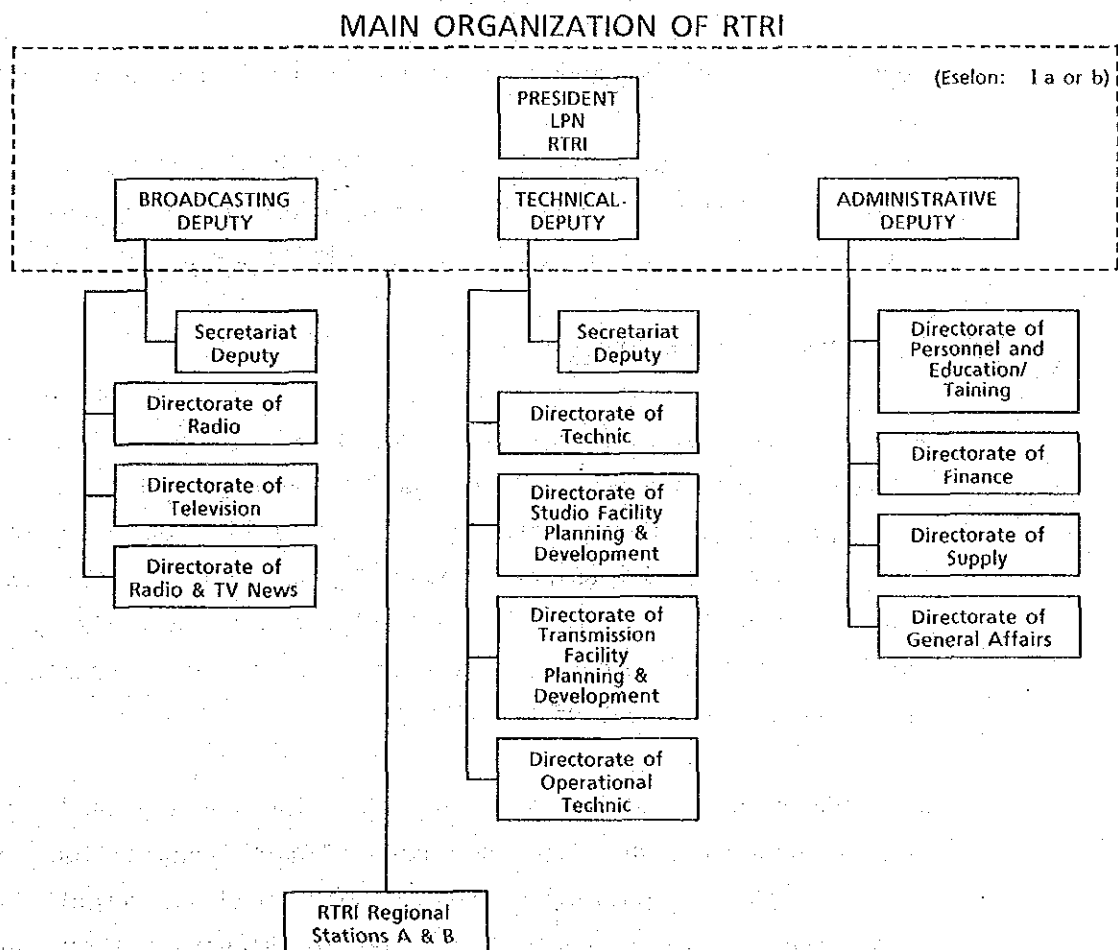 MAIN ORGANIZATION OF RTRI
(Eselon: I a or b)
PRESIDENT
LPN
RTRI
BROADCASTING
DEPUTY
TECHNICAL
DEPUTY
ADMINISTRATIVE
DEPUTY
Secretariat
Deputy
Directorate of
Radio
Directorate of
Television
Directorate of
Radio & TV News
Secretariat
Deputy
Directorate of
Technic
Directorate of
Studio Facility
Planning &
Development
Directorate of
Transmission
Facility
Planning &
Development
Directorate of
Operational
Technic
Directorate of
Personnel and
Education/
Taining
Directorate of
Finance
Directorate of
Supply
Directorate of
General Affairs
RTRI Regional
Stations A & B